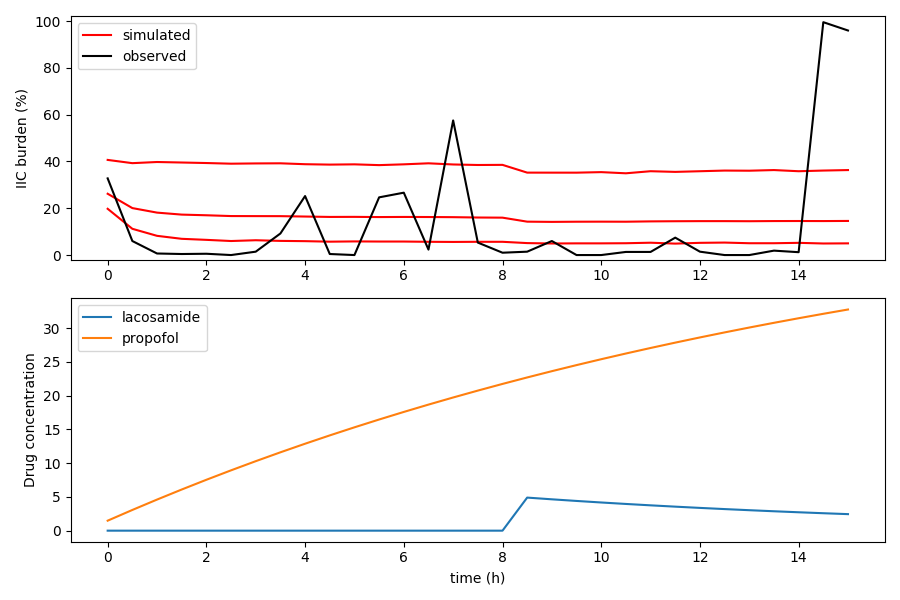 100
80
60
40
20
0
IIC burden (%)
simulated
observed
0 2 4 6 8 10 12 14
30
25
20
15
10
5
0
Drug concentration
lacosamide
propofol
0 2 4 6 8 10 12 14
time (h)